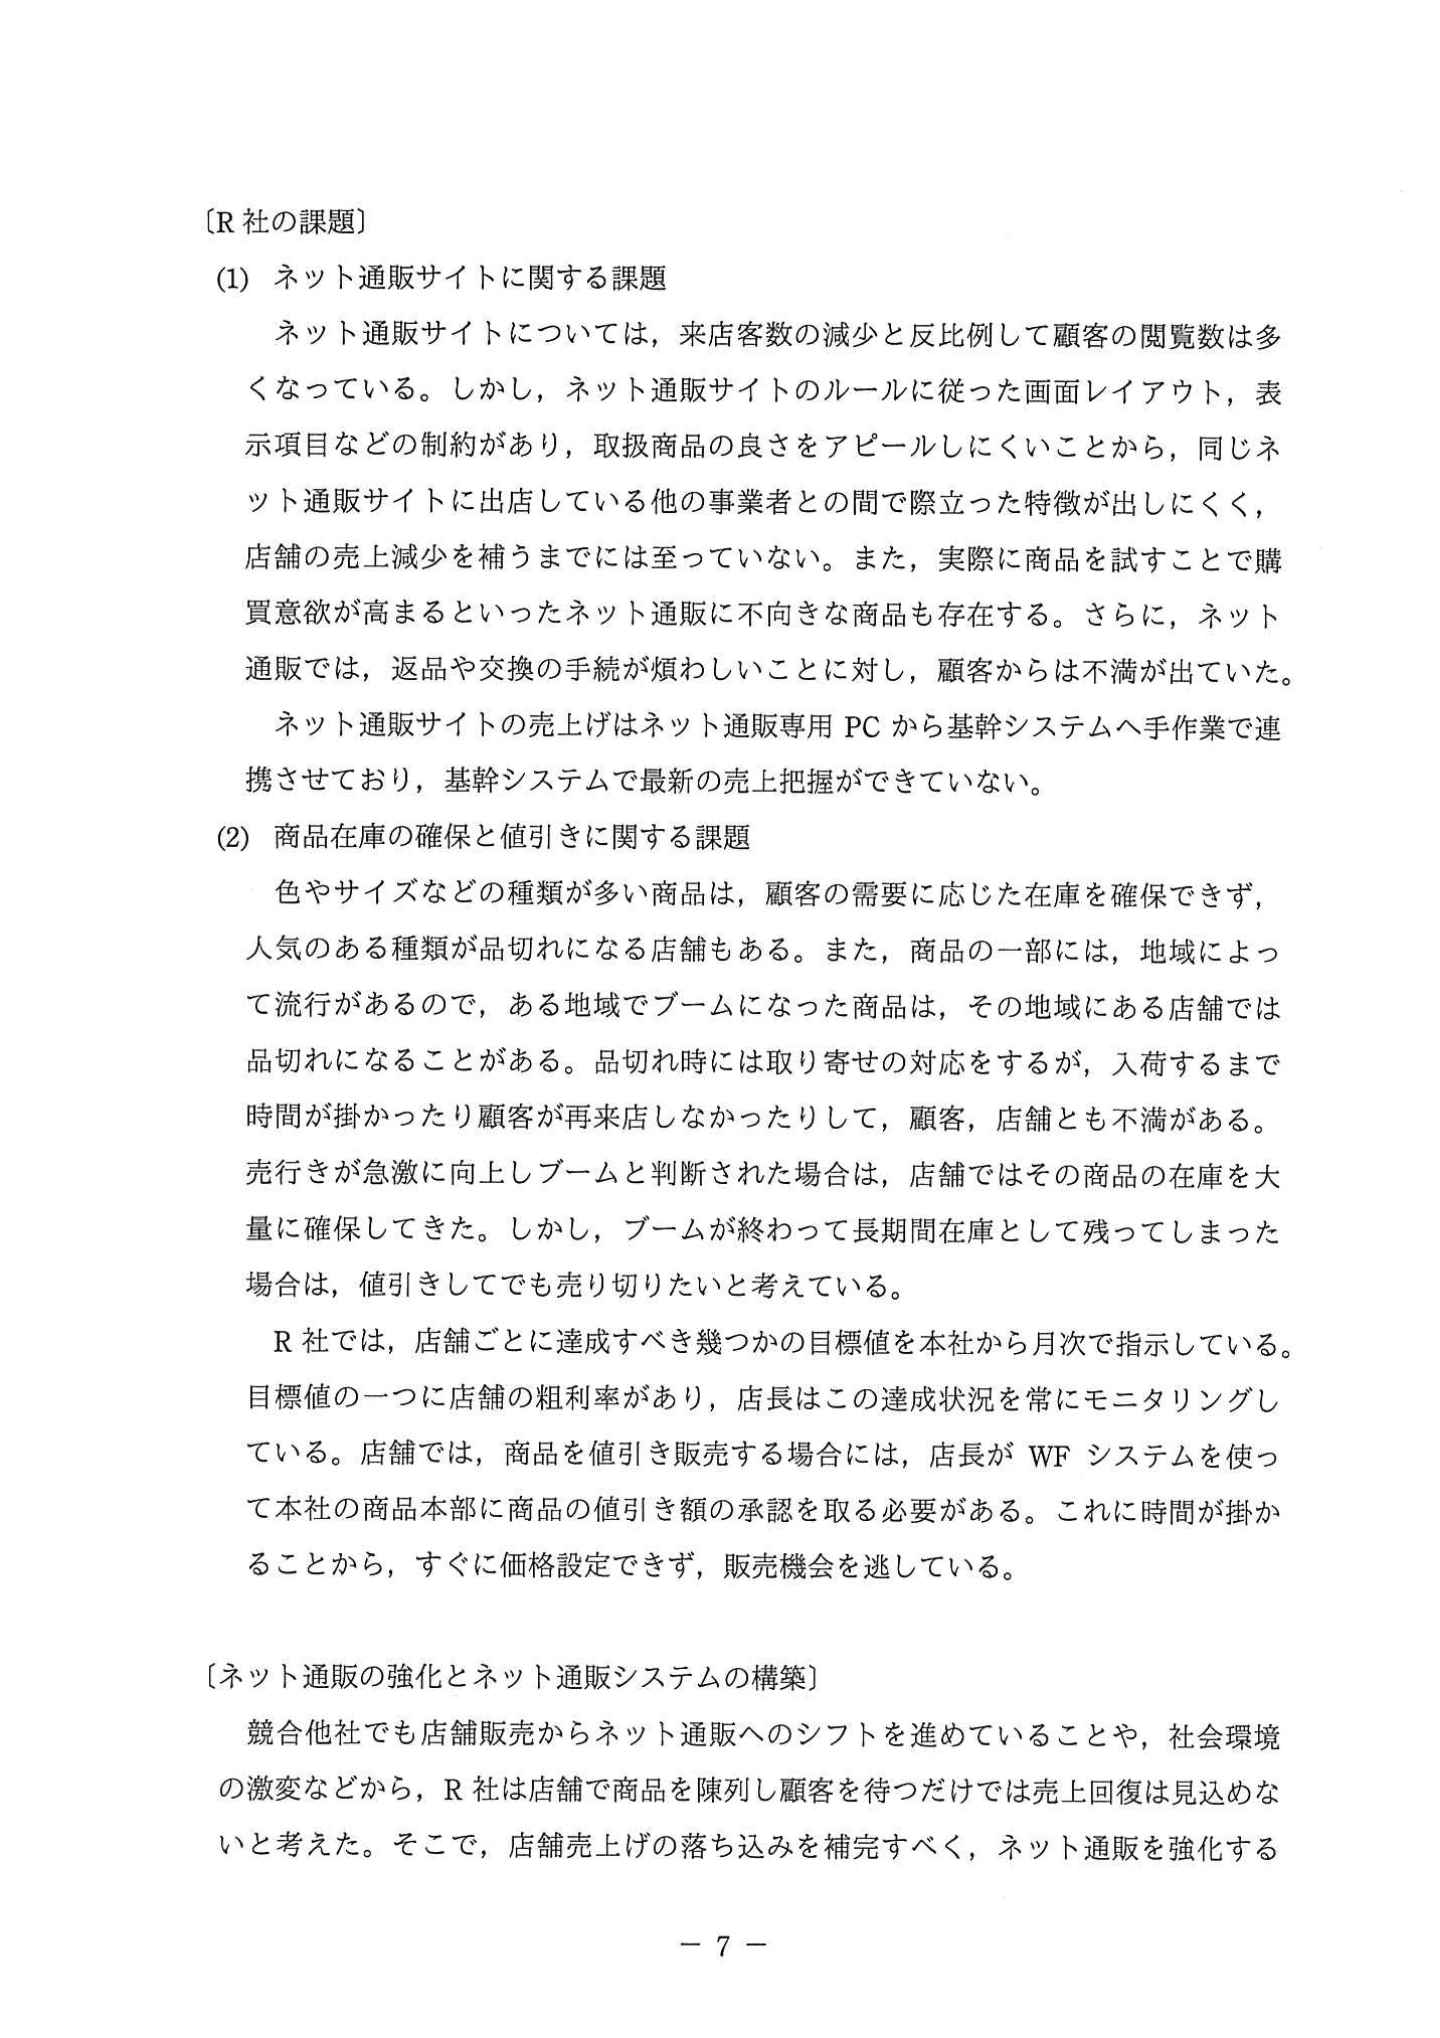 〔R 社の課題〕
(1) ネット通販サイトに関する課題
ネット通販サイトについては，来店客数の減少と反比例して顧客の閲覧数は多
くなっている。しかし，ネット通販サイトのルールに従った画面レイアウト，表
示項目などの制約があり，取扱商品の良さをアピールしにくいことから，同じネ
ット通販サイトに出店している他の事業者との間で際立った特徴が出しにくく，
店舗の売上減少を補うまでには至っていない。また，実際に商品を試すことで購
買意欲が高まるといったネット通販に不向きな商品も存在する。さらに，ネット
通販では，返品や交換の手続が煩わしいことに対し，顧客からは不満が出ていた。
ネット通販サイトの売上げはネット通販専用 PC から基幹システムへ手作業で連
携させており，基幹システムで最新の売上把握ができていない。
(2) 商品在庫の確保と値引きに関する課題
色やサイズなどの種類が多い商品は，顧客の需要に応じた在庫を確保できず，
人気のある種類が品切れになる店舗もある。また，商品の一部には，地域によっ
て流行があるので，ある地域でブームになった商品は，その地域にある店舗では
品切れになることがある。品切れ時には取り寄せの対応をするが，入荷するまで
時間が掛かったり顧客が再来店しなかったりして，顧客，店舗とも不満がある。
売行きが急激に向上しブームと判断された場合は，店舗ではその商品の在庫を大
量に確保してきた。しかし，ブームが終わって長期間在庫として残ってしまった
場合は，値引きしてでも売り切りたいと考えている。
R 社では，店舗ごとに達成すべき幾つかの目標値を本社から月次で指示している。
目標値の一つに店舗の粗利率があり，店長はこの達成状況を常にモニタリングし
ている。店舗では，商品を値引き販売する場合には，店長が WF システムを使っ
て本社の商品本部に商品の値引き額の承認を取る必要がある。これに時間が掛か
ることから，すぐに価格設定できず，販売機会を逃している。
〔ネット通販の強化とネット通販システムの構築〕
競合他社でも店舗販売からネット通販へのシフトを進めていることや，社会環境
の激変などから，R 社は店舗で商品を陳列し顧客を待つだけでは売上回復は見込めな
いと考えた。そこで，店舗売上げの落ち込みを補完すべく，ネット通販を強化する
－ 7 －